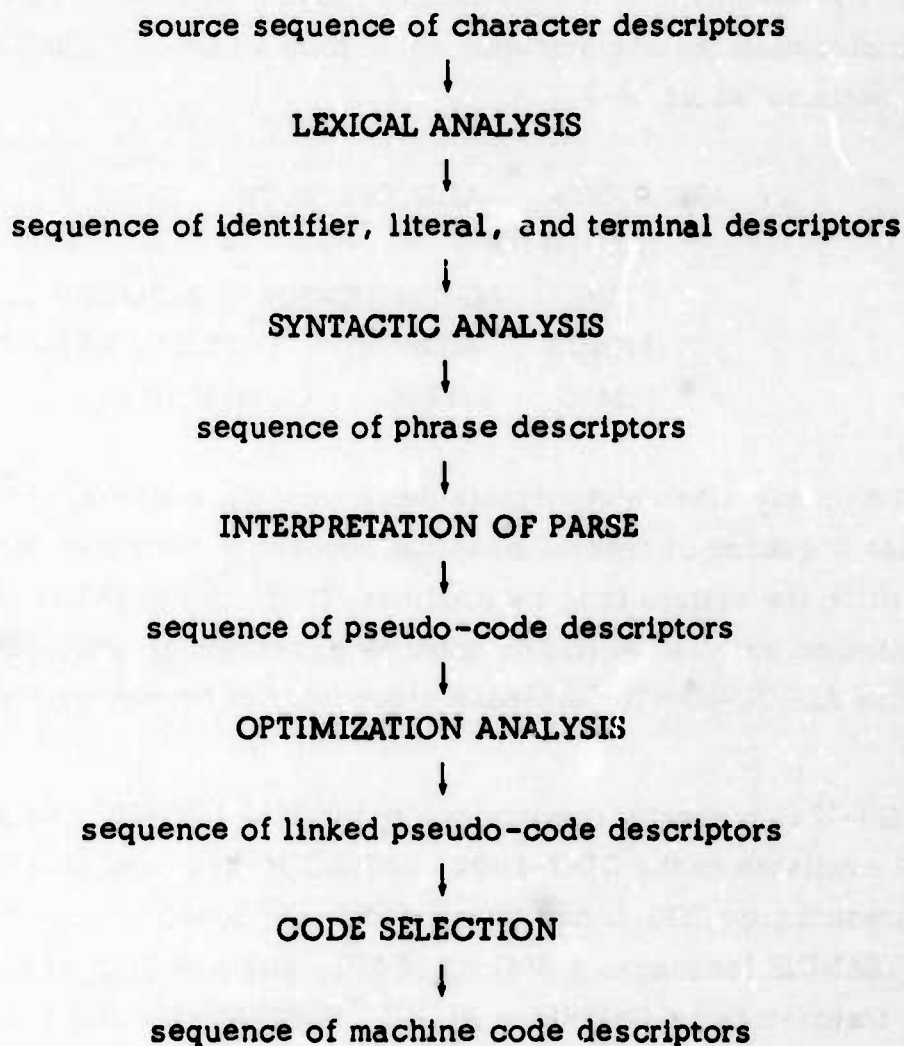 source sequence of character descriptors
↓
LEXICAL ANALYSIS
↓
sequence of identifier, literal, and terminal descriptors
↓
SYNTACTIC ANALYSIS
↓
sequence of phrase descriptors
↓
INTERPRETATION OF PARSE
↓
sequence of pseudo-code descriptors
↓
OPTIMIZATION ANALYSIS
↓
sequence of linked pseudo-code descriptors
↓
CODE SELECTION
↓
sequence of machine code descriptors